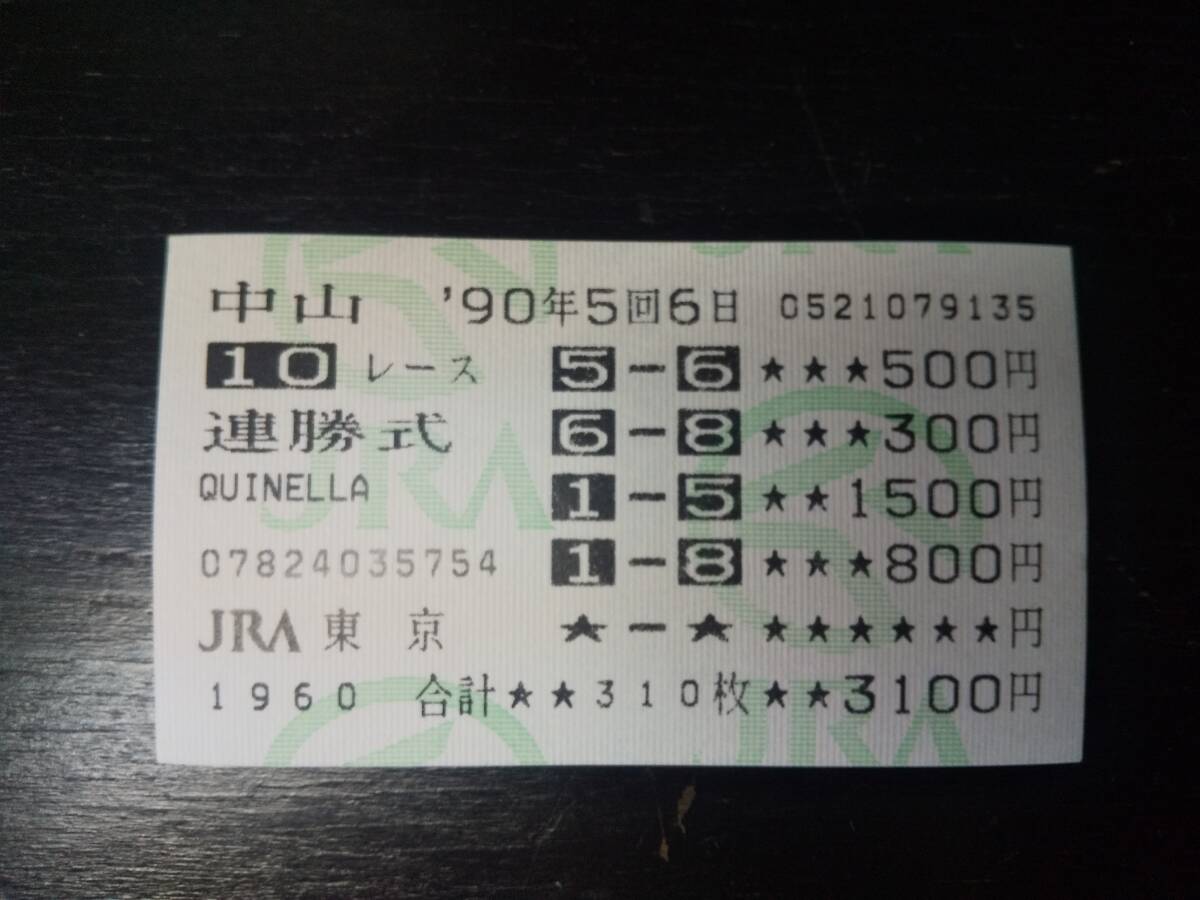 中山 '90年5回6日 0521079135
10レース 5-6 ★★★500円
連勝式 6-8 ★★★300円
QUINELLA 1-5 ★★1500円
07824035754 1-8 ★★★800円
JRA 東京 ★-★ ★★★★★★円
1960 合計★★310枚★★3100円